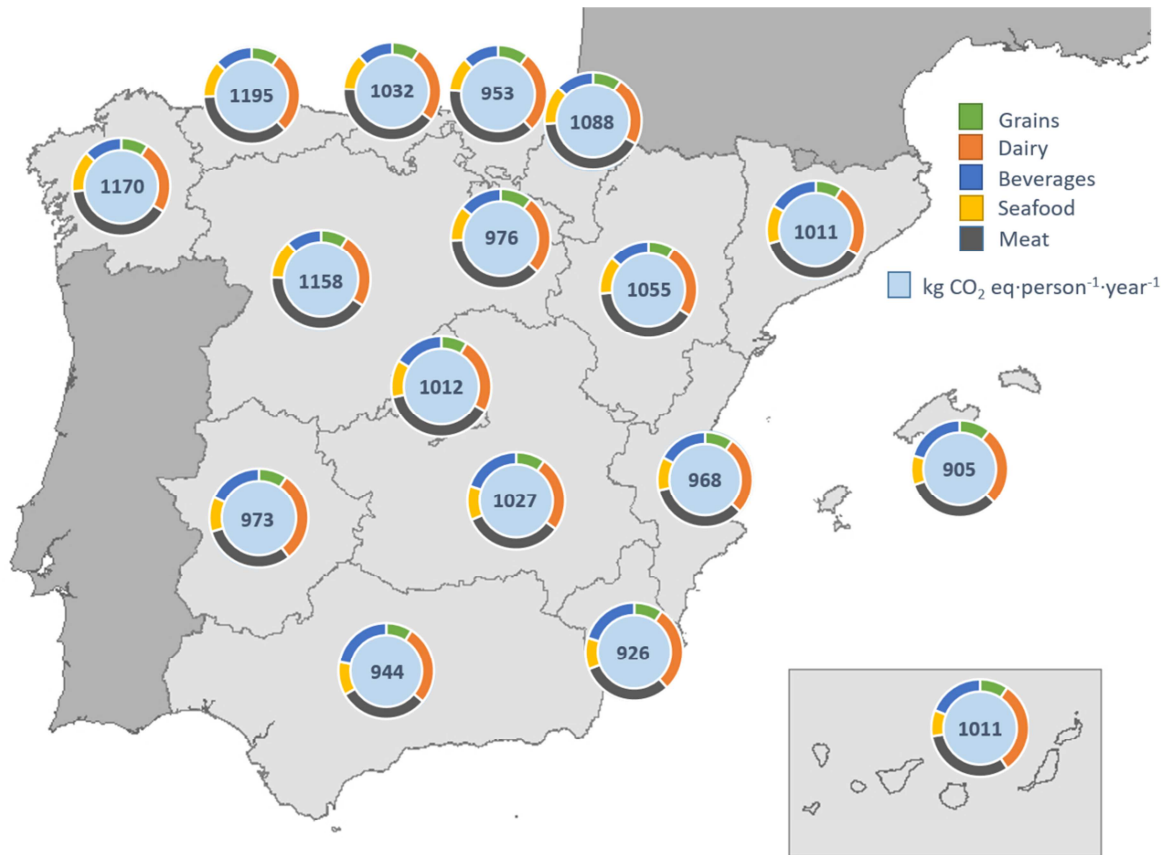 1195
1032
953
1088
1170
976
1158
1055
1011
Grains
Dairy
Beverages
Seafood
Meat
kg CO₂ eq·person⁻¹·year⁻¹
1012
973
1027
968
905
944
926
1011